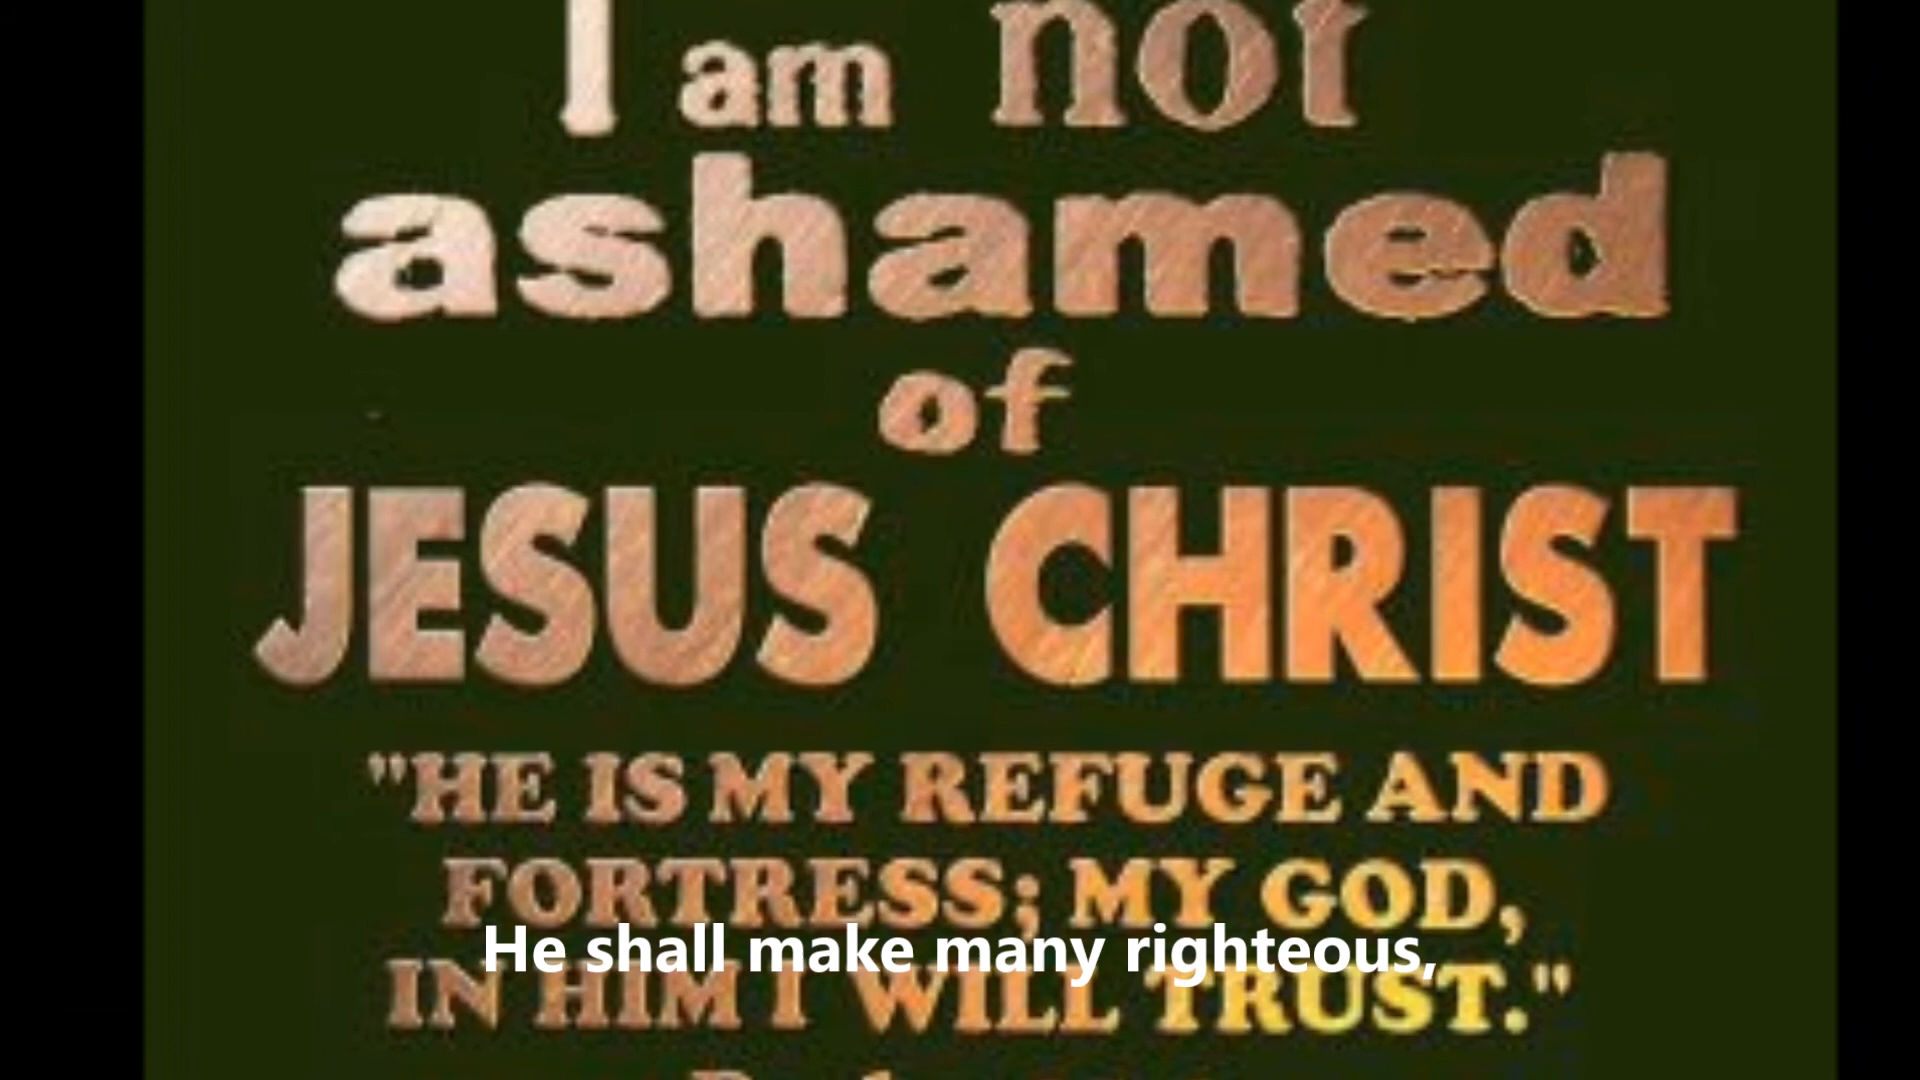 I am not
ashamed
of
JESUS CHRIST
"HE IS MY REFUGE AND
FORTRESS; MY GOD,
He shall make many righteous,
IN HIM I WILL TRUST."